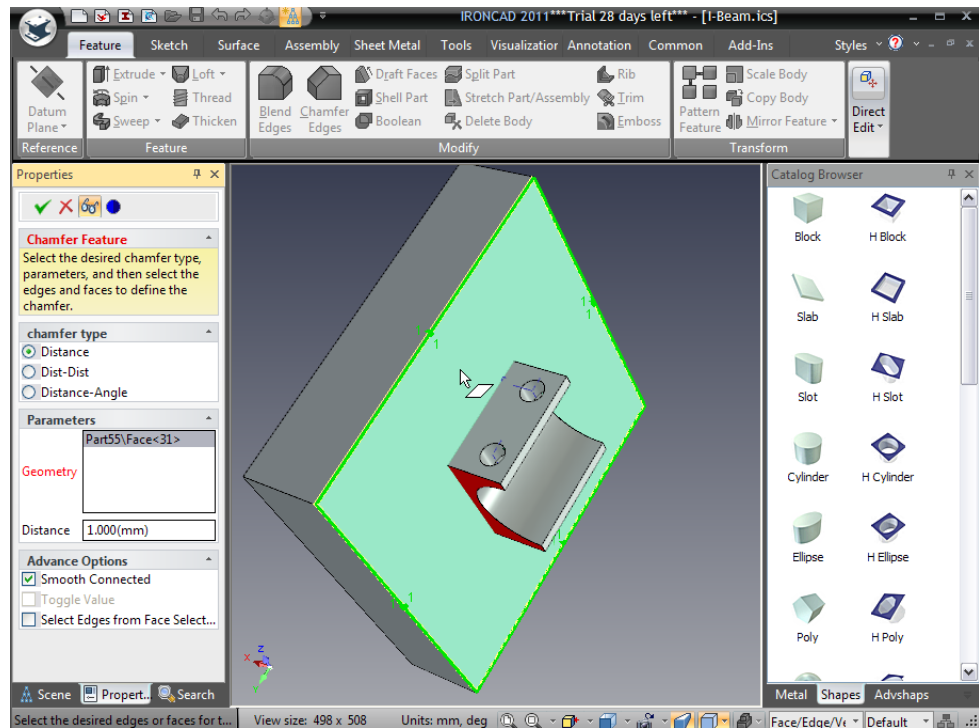 IRONCAD 2011***Trial 28 days left*** - [I-Beam.ics]
Feature Sketch Surface Assembly Sheet Metal Tools Visualization Annotation Common Add-Ins Styles
Datum Plane
Extrude Loft
Spin Thread
Sweep Thicken
Blend Edges
Chamfer Edges
Draft Faces Split Part Rib
Shell Part Stretch Part/Assembly Trim
Boolean Delete Body Emboss
Pattern Feature
Scale Body
Copy Body
Mirror Feature
Direct Edit
Reference Feature Modify Transform
Properties
Chamfer Feature
Select the desired chamfer type,
parameters, and then select the
edges and faces to define the
chamfer.
chamfer type
Distance
Dist-Dist
Distance-Angle
Parameters
Part55\Face<31>
Geometry
Distance 1.000(mm)
Advance Options
Smooth Connected
Toggle Value
Select Edges from Face Select...
Scene Propert... Search
1
1
1
1
1
1
Z
X
Catalog Browser
Block H Block
Slab H Slab
Slot H Slot
Cylinder H Cylinder
Ellipse H Ellipse
Poly H Poly
Metal Shapes Advshaps
Select the desired edges or faces for t... View size: 498 x 508 Units: mm, deg Face/Edge/Ve Default